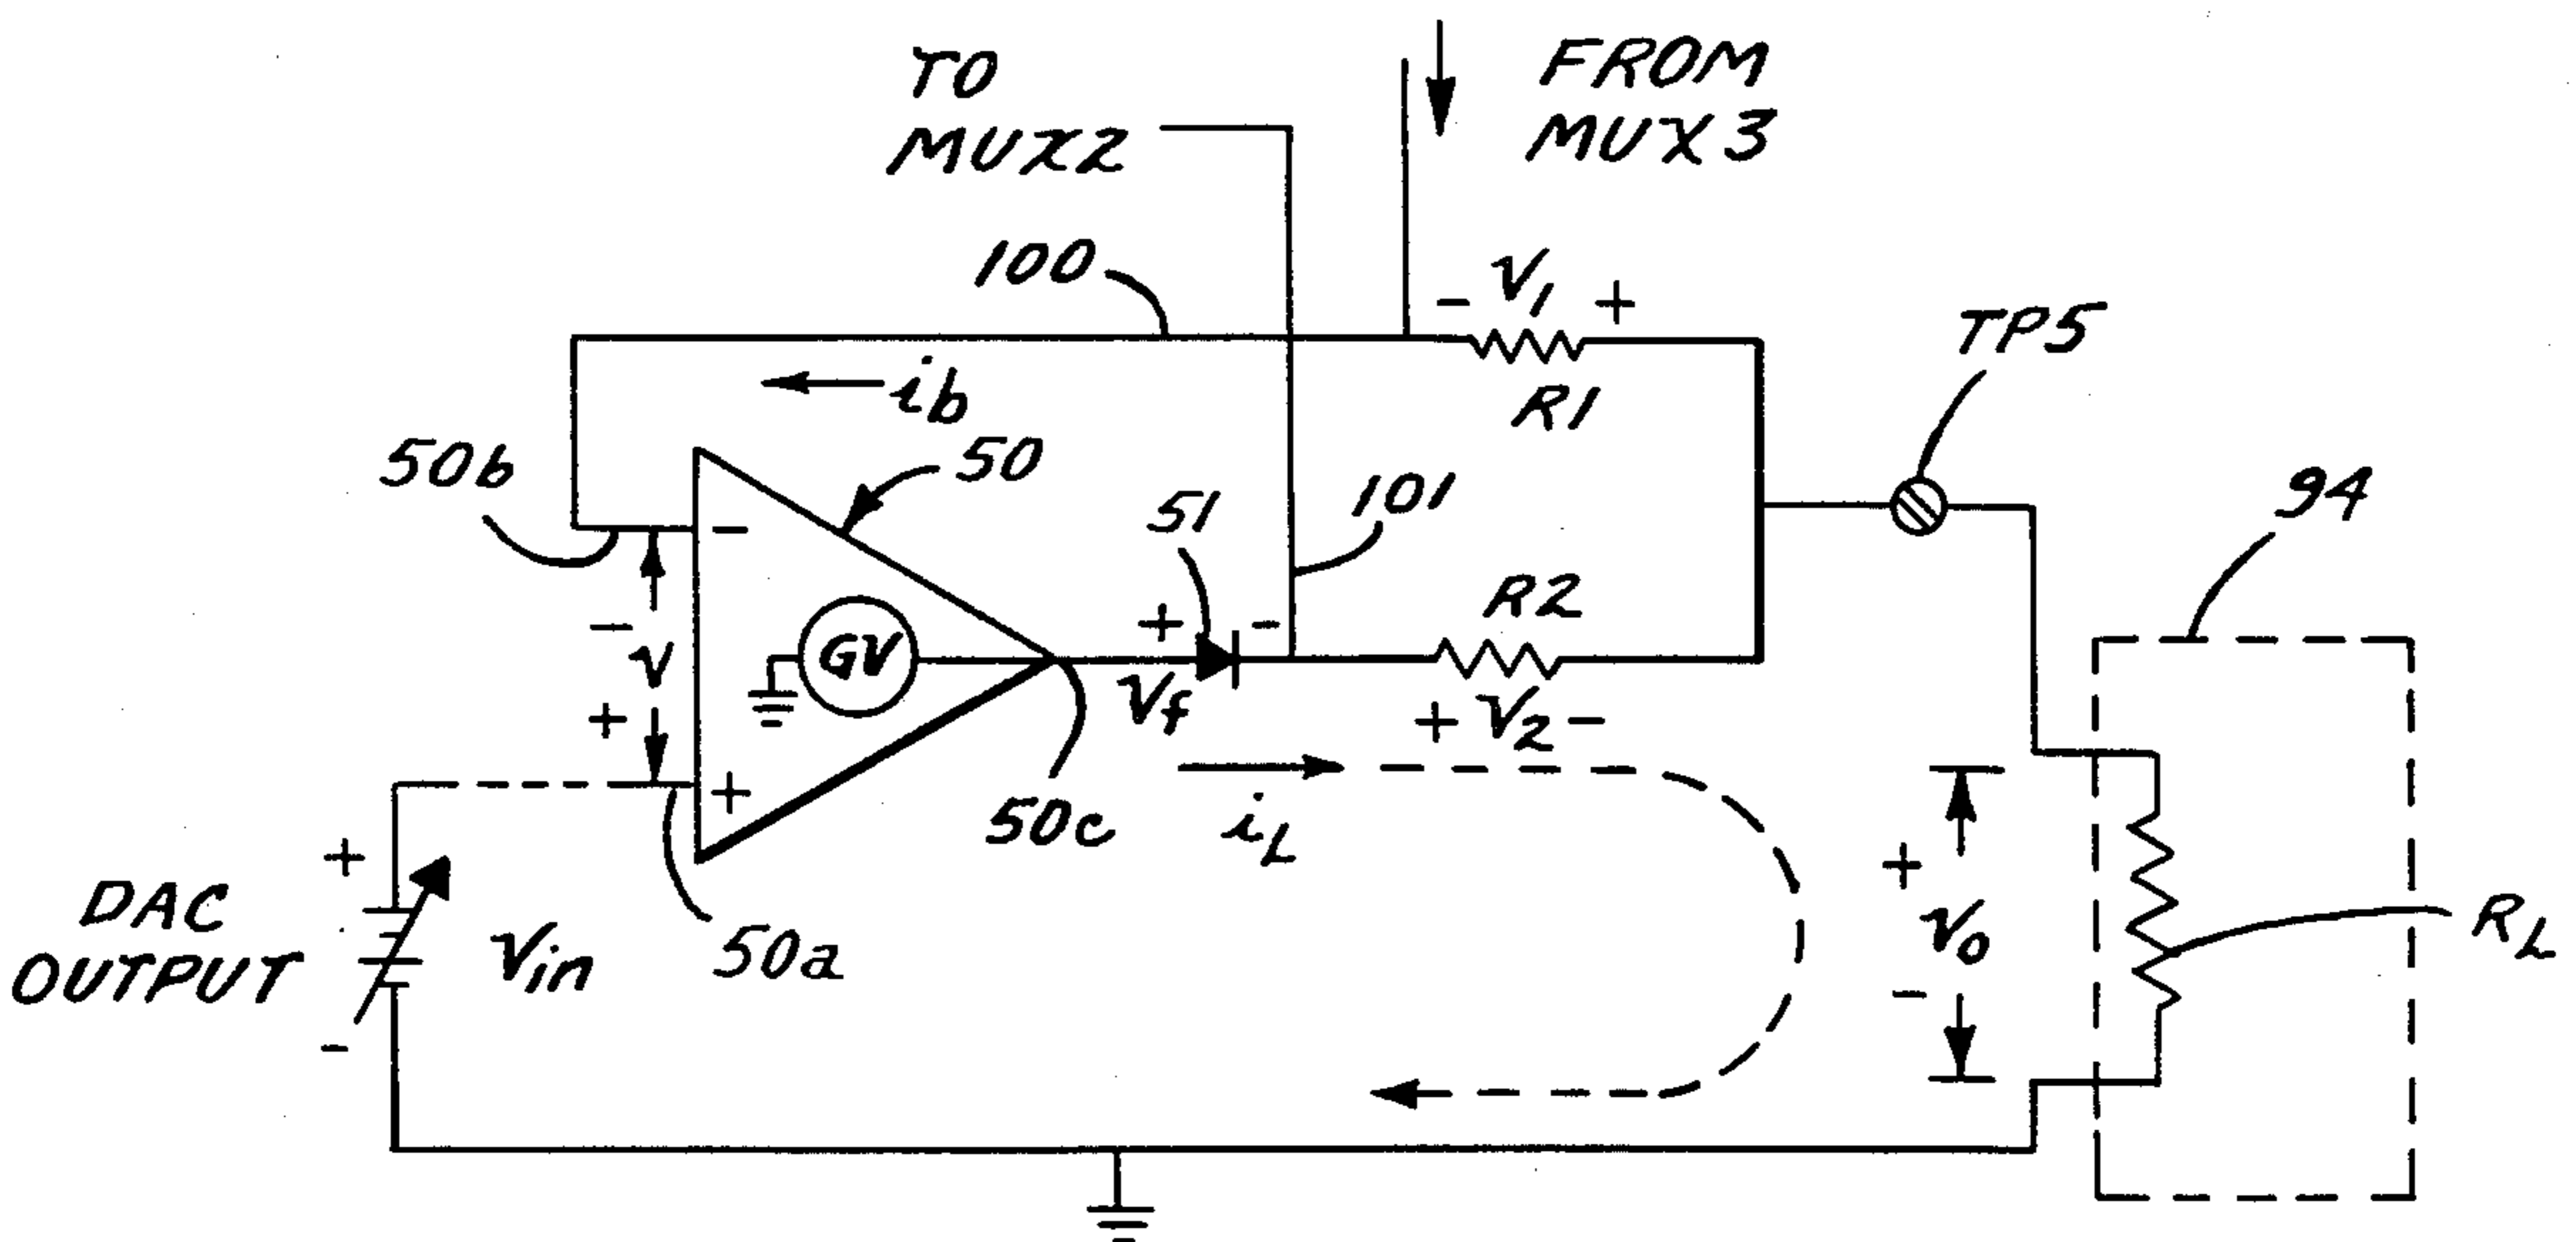 TO
MUX2
FROM
MUX3
100
- V1 +
R1
TP5
ib
50b
50
51
101
94
-
R2
- V +
GV
+ -
Vf
+ V2 -
+
50c
iL
+ V0 -
RL
DAC
OUTPUT
+ Vin -
50a